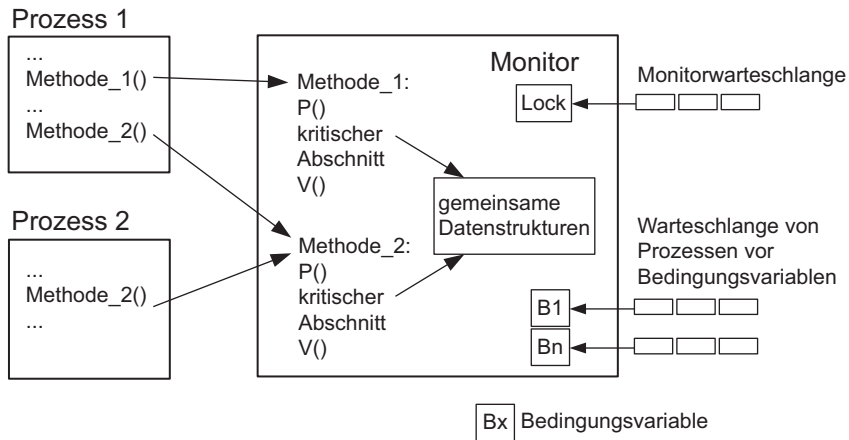 Prozess 1
...
Methode_1()
...
Methode_2()
Prozess 2
...
Methode_2()
...
Monitor
Methode_1:
P()
kritischer
Abschnitt
V()
Methode_2:
P()
kritischer
Abschnitt
V()
gemeinsame
Datenstrukturen
Lock
B1
Bn
Monitorwarteschlange
Warteschlange von
Prozessen vor
Bedingungsvariablen
Bx Bedingungsvariable